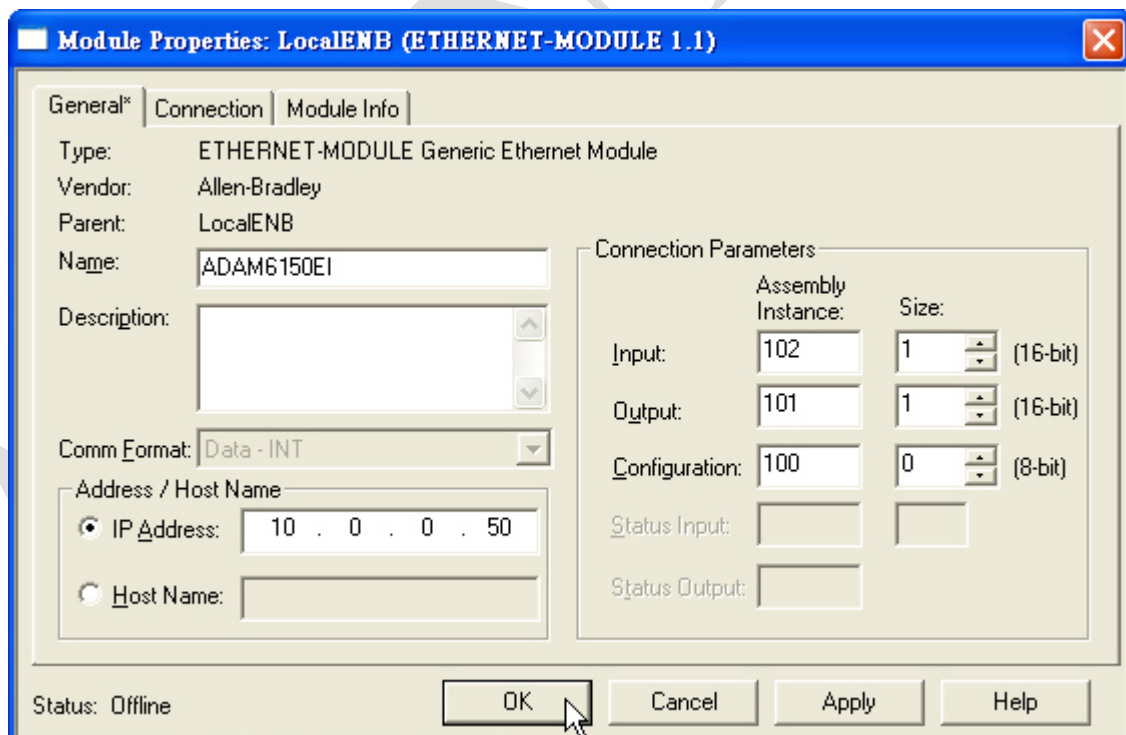 Module Properties: LocalENB (ETHERNET-MODULE 1.1)
General* Connection Module Info
Type: ETHERNET-MODULE Generic Ethernet Module
Vendor: Allen-Bradley
Parent: LocalENB
Name: ADAM6150EI
Description:
Comm Format: Data - INT
Address / Host Name
IP Address: 10 . 0 . 0 . 50
Host Name:
Connection Parameters
Assembly
Instance: Size:
Input: 102 1 (16-bit)
Output: 101 1 (16-bit)
Configuration: 100 0 (8-bit)
Status Input:
Status Output:
Status: Offline OK Cancel Apply Help